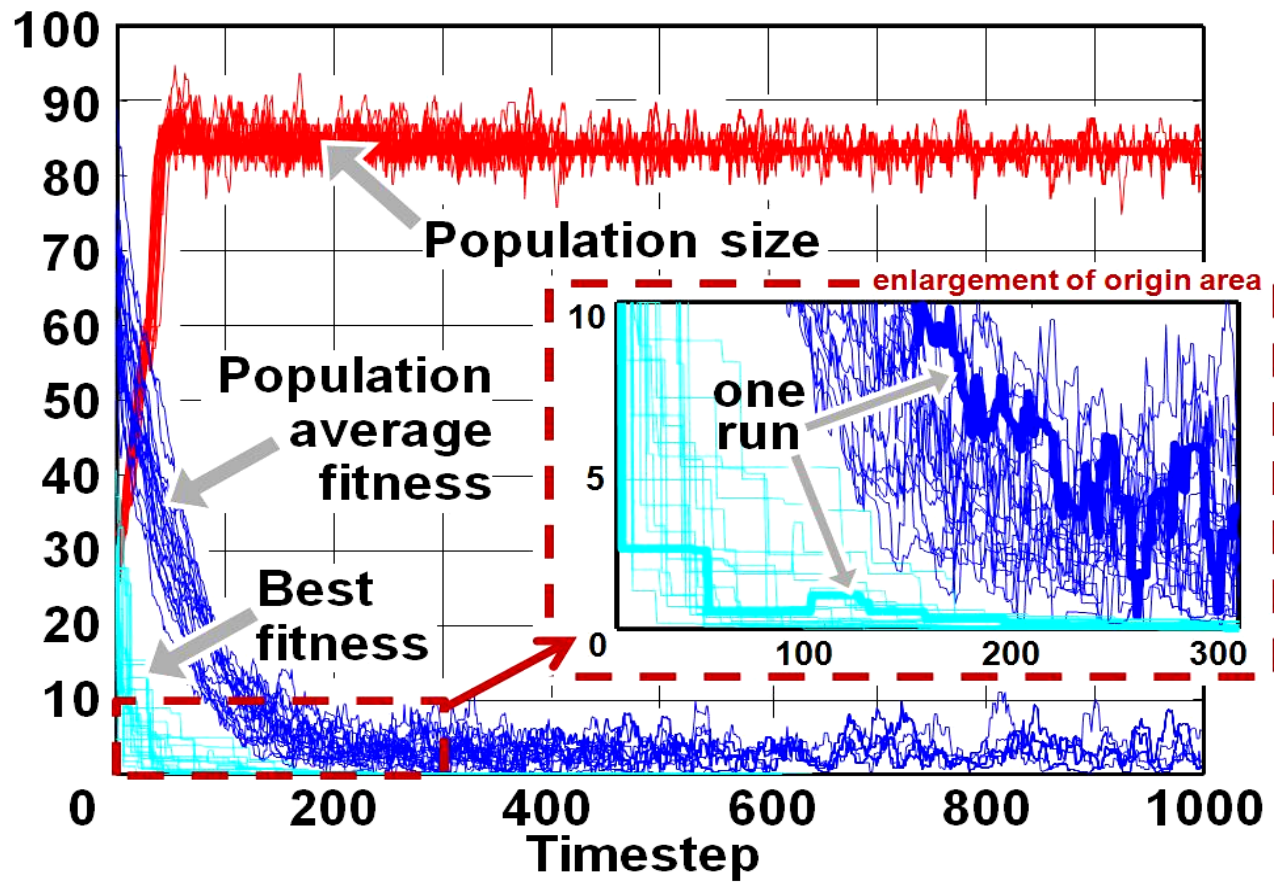 100
90
80
70
60
50
40
30
20
10
0
200
400
600
800
1000
Timestep
Population size
Population
average
fitness
Best
fitness
enlargement of origin area
10
5
0
100
200
300
one
run